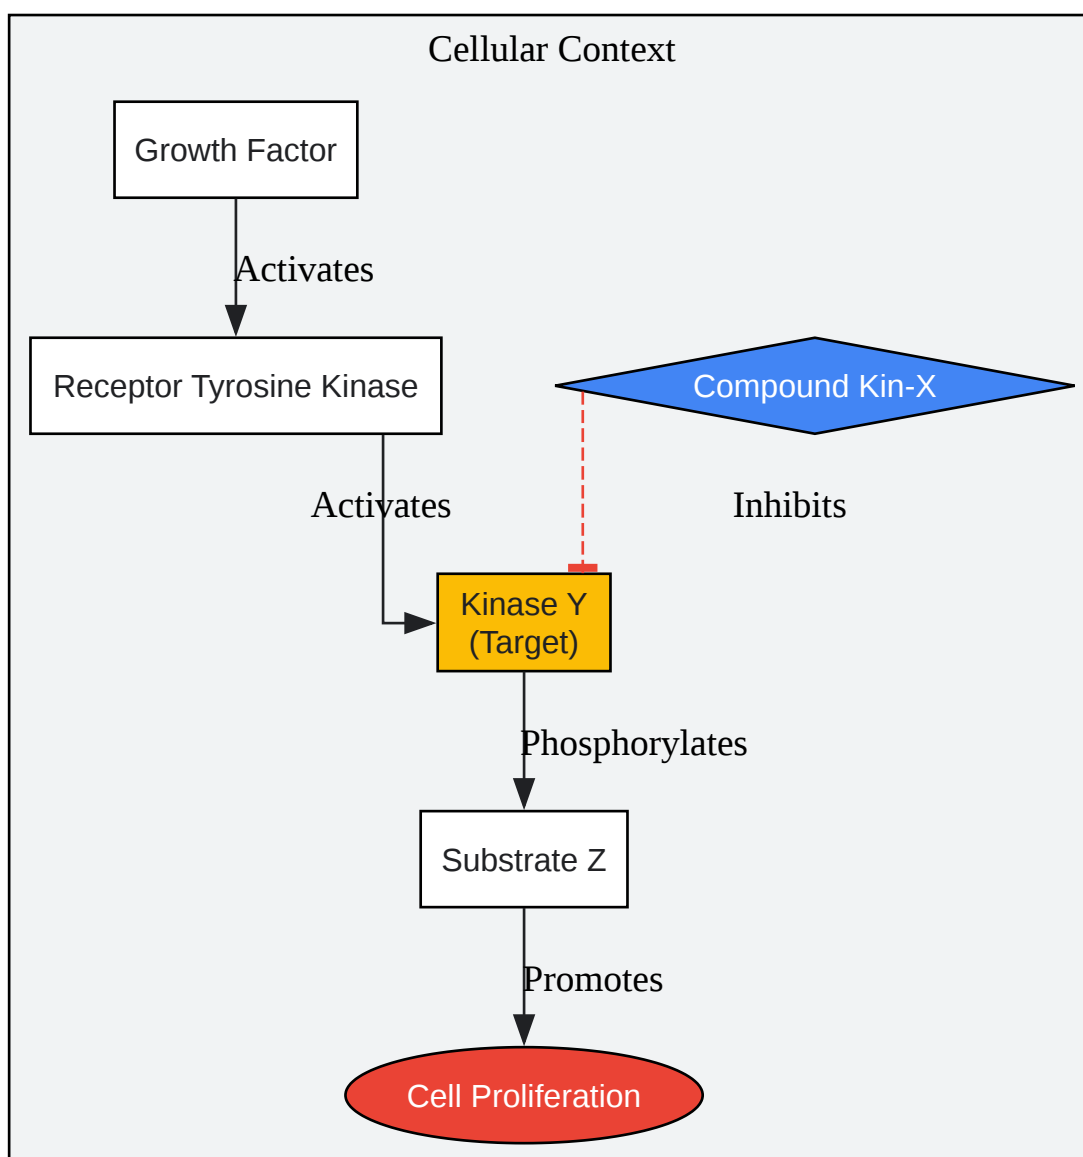 Cellular Context
Growth Factor
Activates
Receptor Tyrosine Kinase
Compound Kin-X
Activates
Inhibits
Kinase Y
(Target)
Phosphorylates
Substrate Z
Promotes
Cell Proliferation